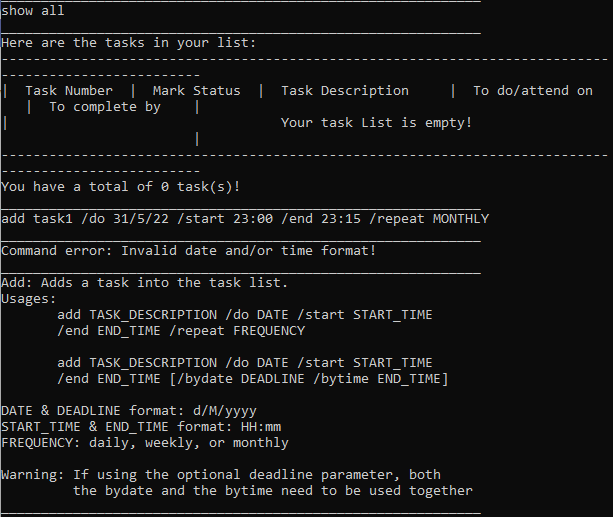 show all
Here are the tasks in your list:
----------------------------------------------------------------------------
-------------------------
|  Task Number  |  Mark Status  |  Task Description     |  To do/attend on
   |  To complete by    |
|                                  Your task List is empty!
                        |
----------------------------------------------------------------------------
-------------------------
You have a total of 0 task(s)!
____________________________________________________________
add task1 /do 31/5/22 /start 23:00 /end 23:15 /repeat MONTHLY
____________________________________________________________
Command error: Invalid date and/or time format!
____________________________________________________________
Add: Adds a task into the task list.
Usages:
       add TASK_DESCRIPTION /do DATE /start START_TIME
       /end END_TIME /repeat FREQUENCY

       add TASK_DESCRIPTION /do DATE /start START_TIME
       /end END_TIME [/bydate DEADLINE /bytime END_TIME]

DATE & DEADLINE format: d/M/yyyy
START_TIME & END_TIME format: HH:mm
FREQUENCY: daily, weekly, or monthly

Warning: If using the optional deadline parameter, both
         the bydate and the bytime need to be used together
____________________________________________________________